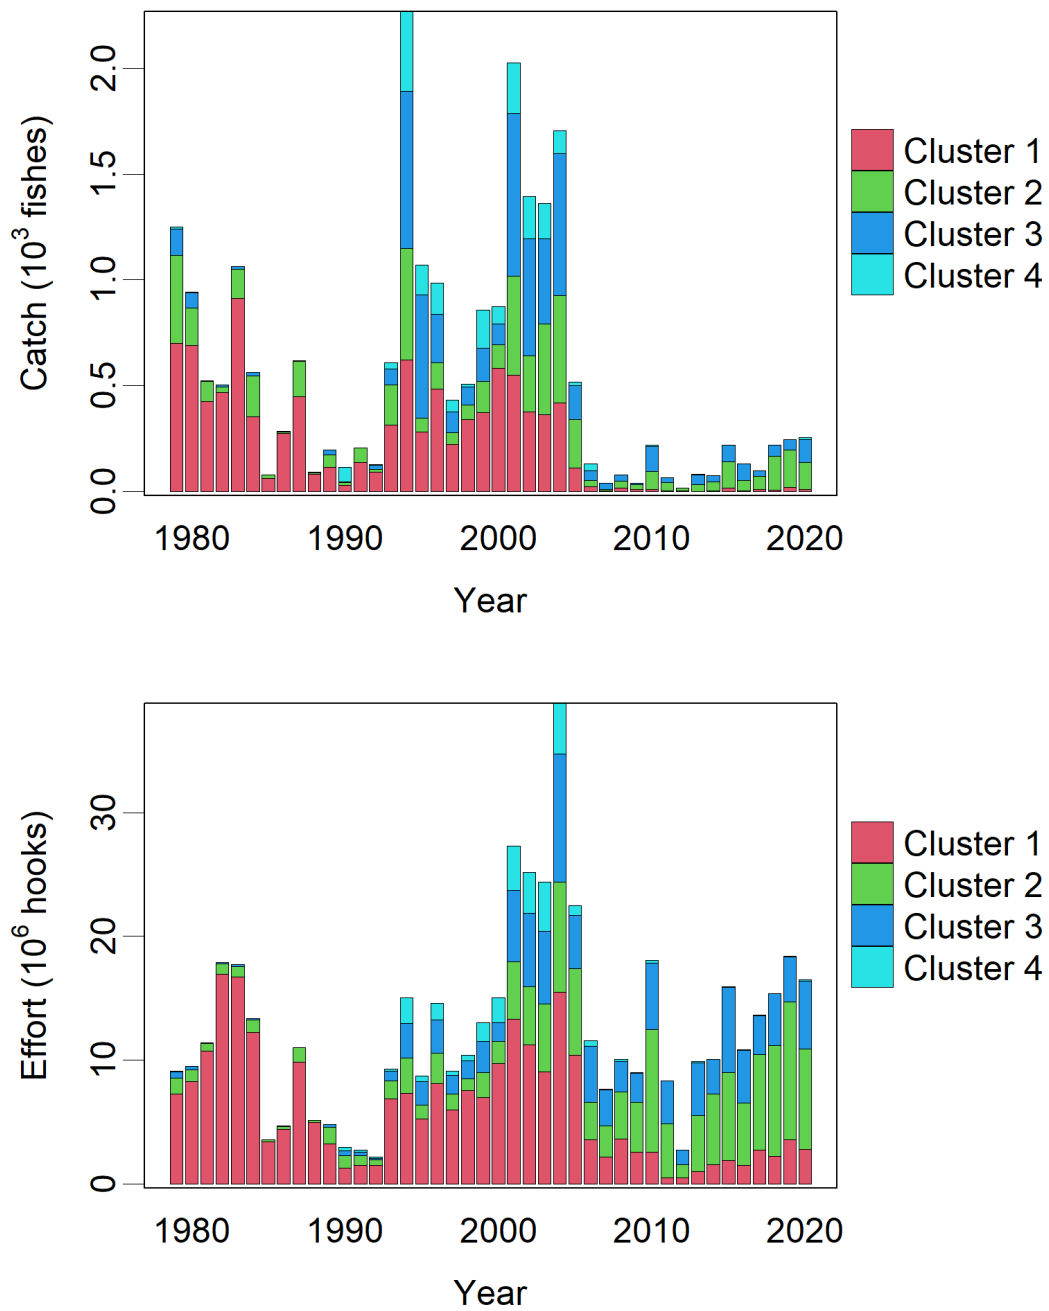 Catch (10³ fishes)
2.0
1.5
1.0
0.5
0.0
1980 1990 2000 2010 2020
Year
Cluster 1
Cluster 2
Cluster 3
Cluster 4
Effort (10⁶ hooks)
30
20
10
0
1980 1990 2000 2010 2020
Year
Cluster 1
Cluster 2
Cluster 3
Cluster 4